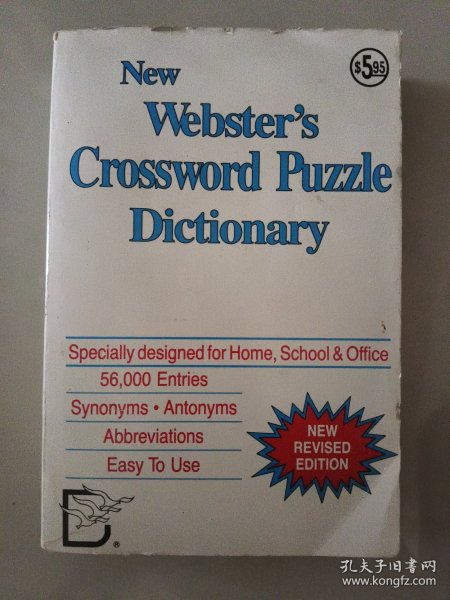 New
$5.95
Webster's
Crossword Puzzle
Dictionary
Specially designed for Home, School & Office
56,000 Entries
Synonyms • Antonyms
Abbreviations
Easy To Use
NEW
REVISED
EDITION
®
孔夫子旧书网
www.kongfz.com